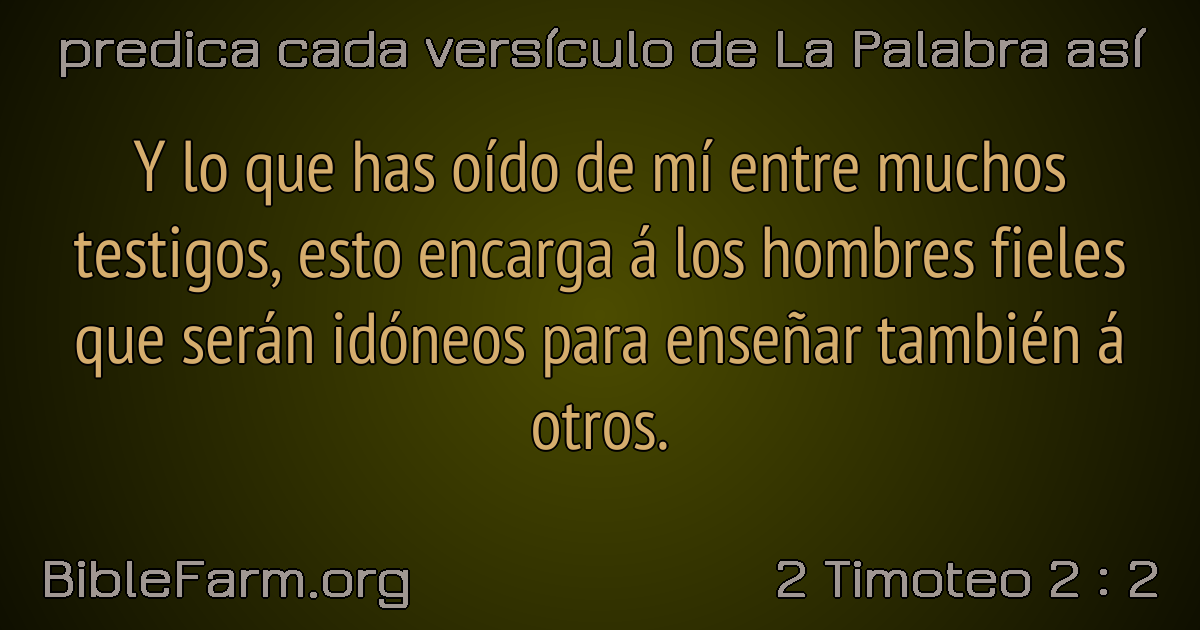 predica cada versículo de La Palabra así
Y lo que has oído de mí entre muchos
testigos, esto encarga á los hombres fieles
que serán idóneos para enseñar también á
otros.
BibleFarm.org
2 Timoteo 2 : 2